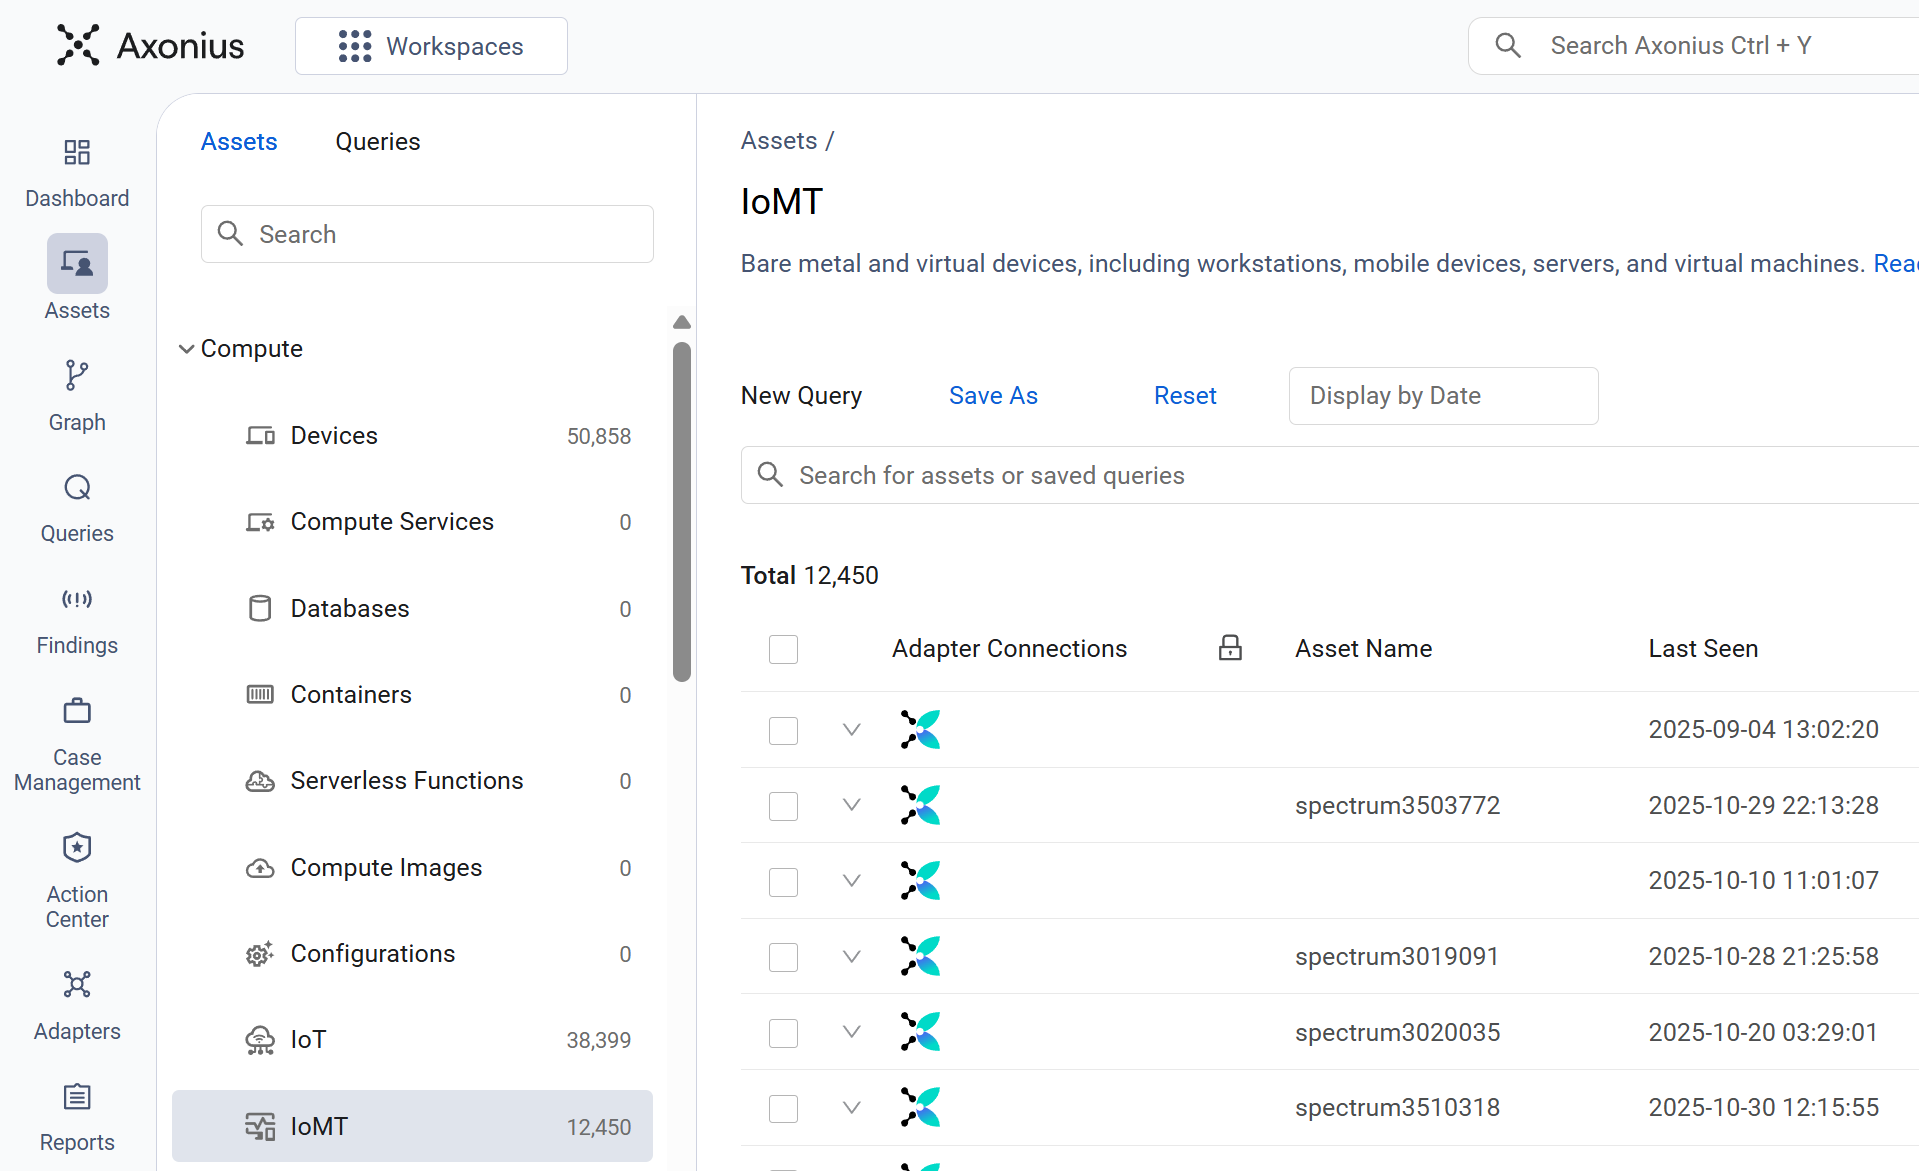 Axonius
Workspaces
Search Axonius Ctrl + Y
Dashboard
Assets
Graph
Queries
Findings
Case
Management
Action
Center
Adapters
Reports
Assets Queries
Search
Compute
Devices 50,858
Compute Services 0
Databases 0
Containers 0
Serverless Functions 0
Compute Images 0
Configurations 0
IoT 38,399
IoMT 12,450
Assets /
IoMT
Bare metal and virtual devices, including workstations, mobile devices, servers, and virtual machines.
New Query Save As Reset Display by Date
Search for assets or saved queries
Total 12,450
Adapter Connections Asset Name Last Seen
2025-09-04 13:02:20
spectrum3503772 2025-10-29 22:13:28
2025-10-10 11:01:07
spectrum3019091 2025-10-28 21:25:58
spectrum3020035 2025-10-20 03:29:01
spectrum3510318 2025-10-30 12:15:55